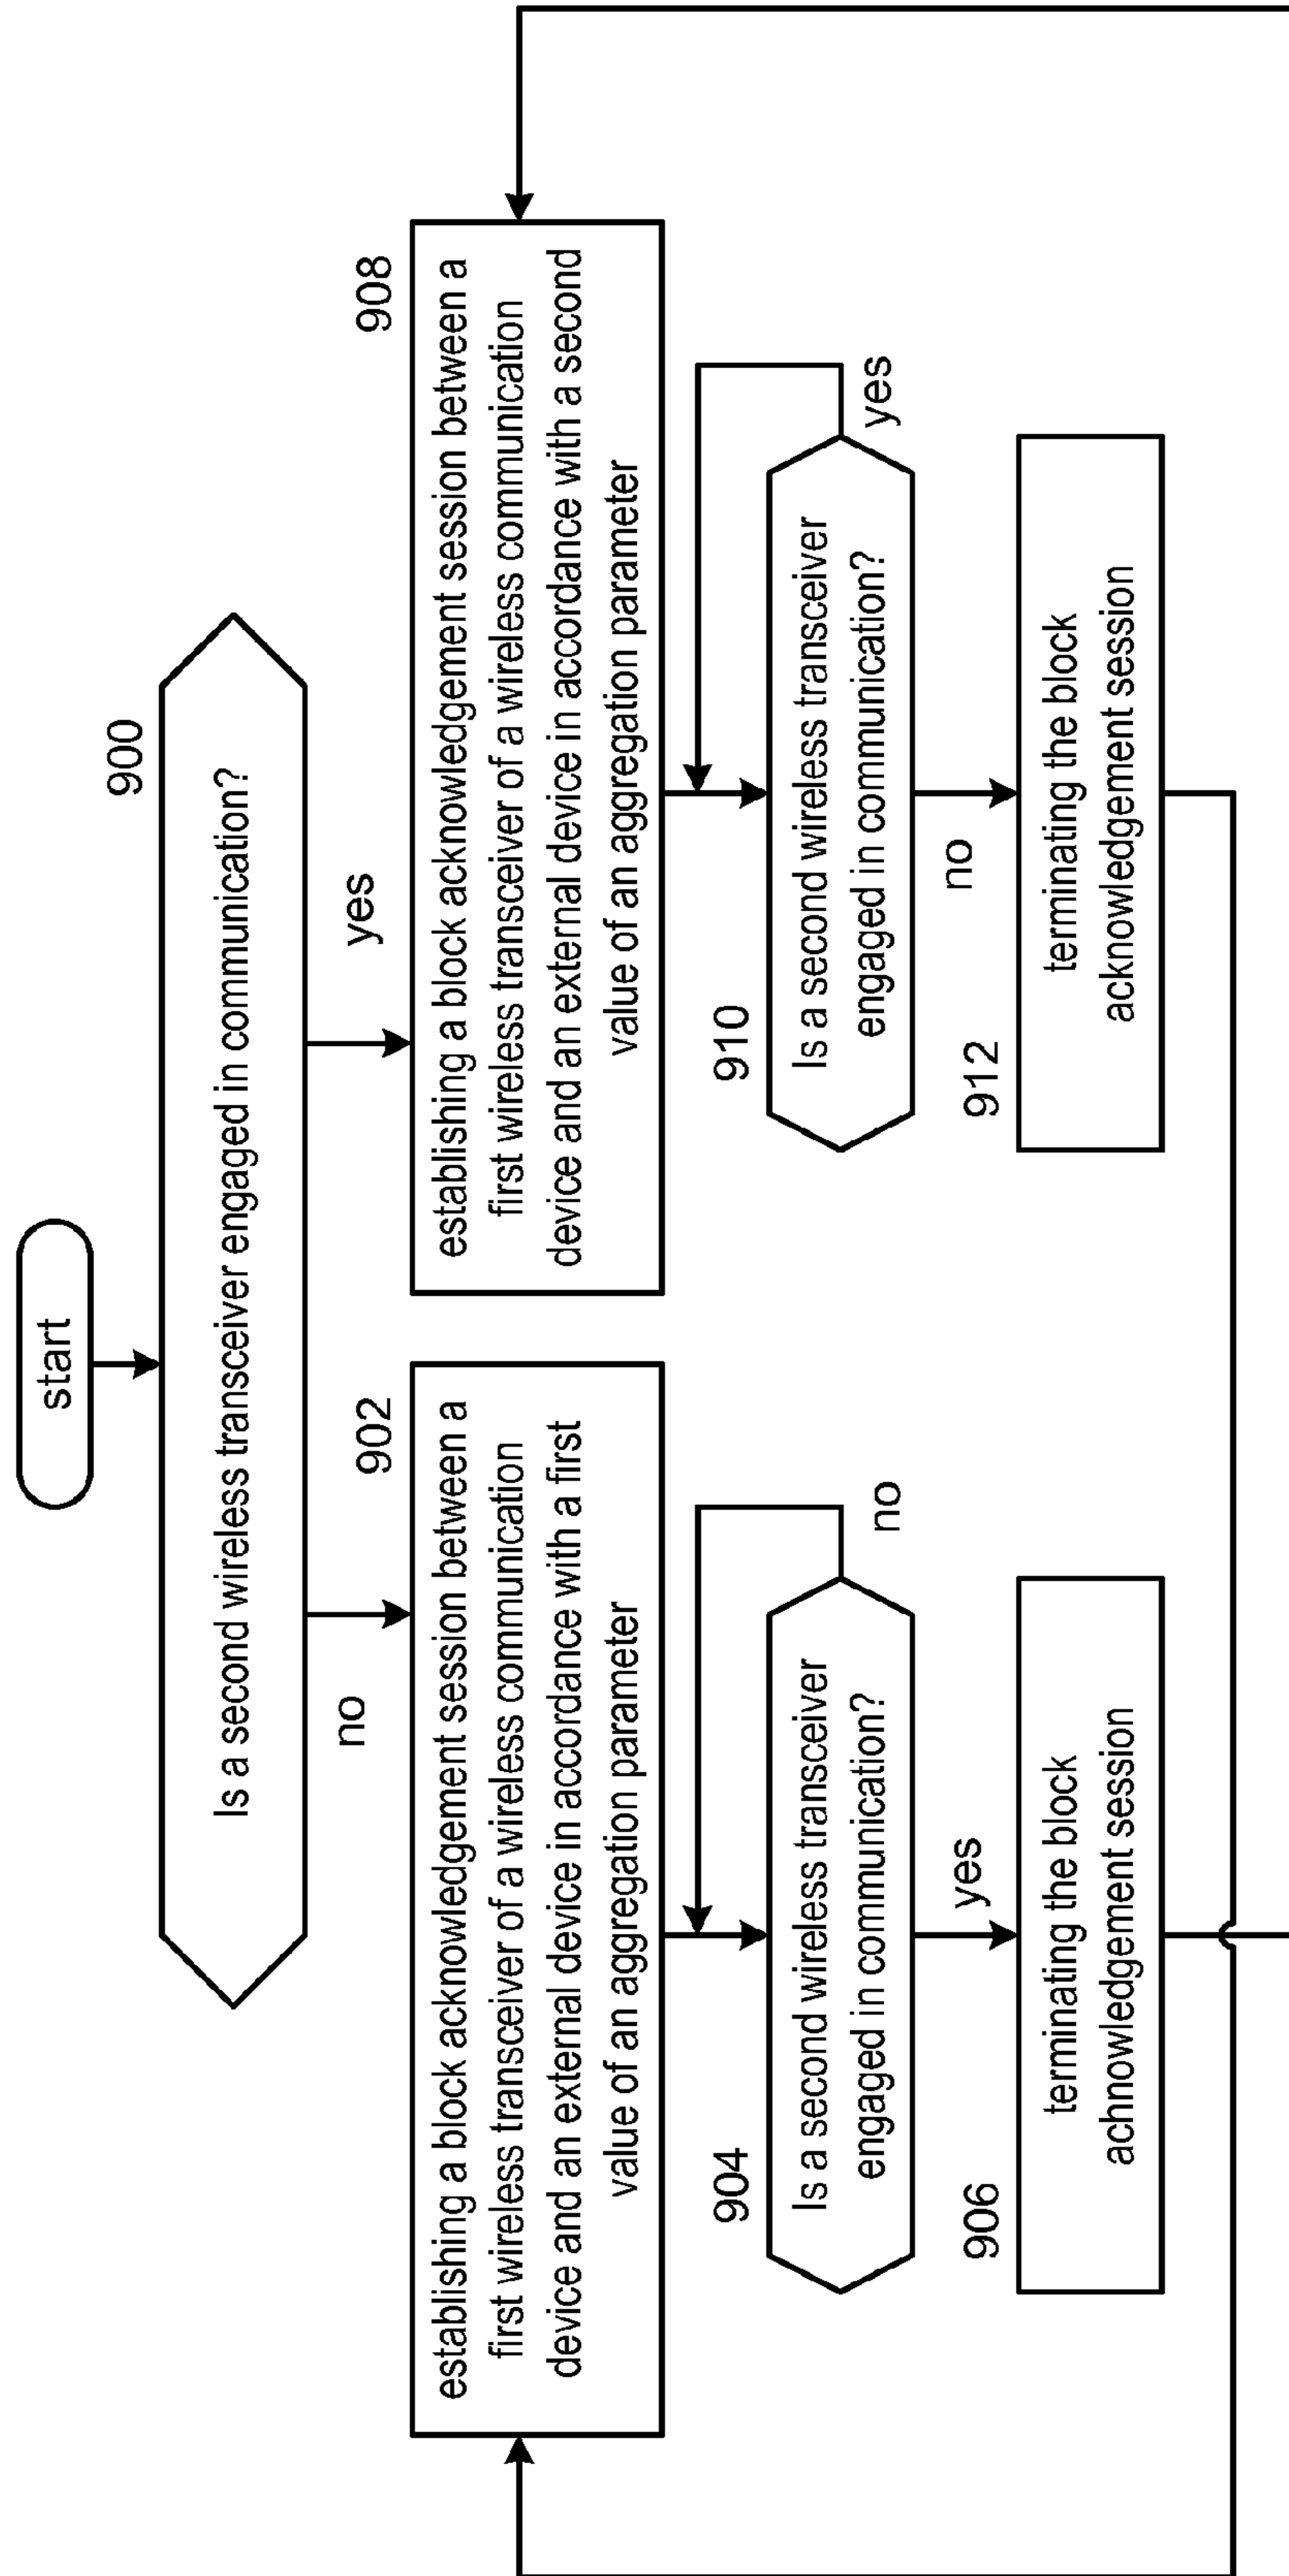 start
900
Is a second wireless transceiver engaged in communication?
no
yes
902
establishing a block acknowledgement session between a
first wireless transceiver of a wireless communication
device and an external device in accordance with a first
value of an aggregation parameter
904
Is a second wireless transceiver
engaged in communication?
no
yes
906
terminating the block
achnowledgement session
908
establishing a block acknowledgement session between a
first wireless transceiver of a wireless communication
device and an external device in accordance with a second
value of an aggregation parameter
910
Is a second wireless transceiver
engaged in communication?
yes
no
912
terminating the block
acknowledgement session